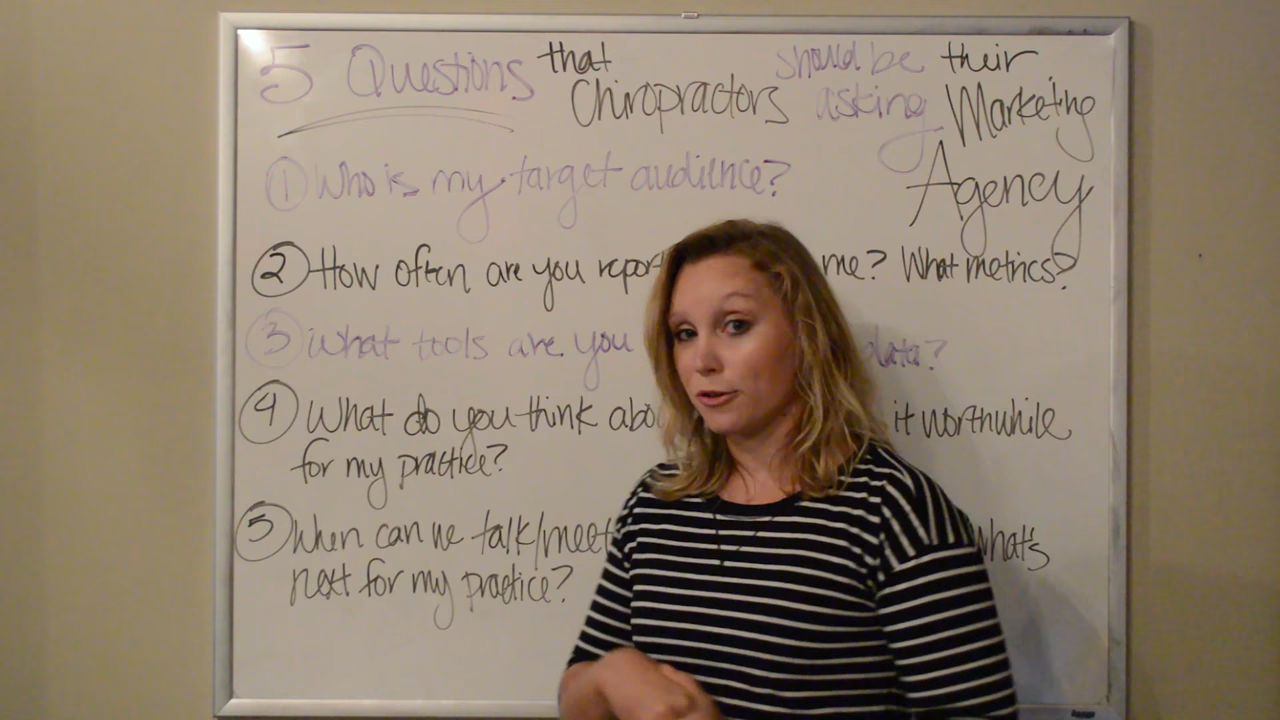 5 Questions that Chiropractors should be asking their Marketing Agency
① Who is my target audience?
② How often are you report me? What metrics?
③ What tools are you data?
④ What do you think abo it worthwhile
for my practice?
⑤ When can we talk/meet what's
next for my practice?